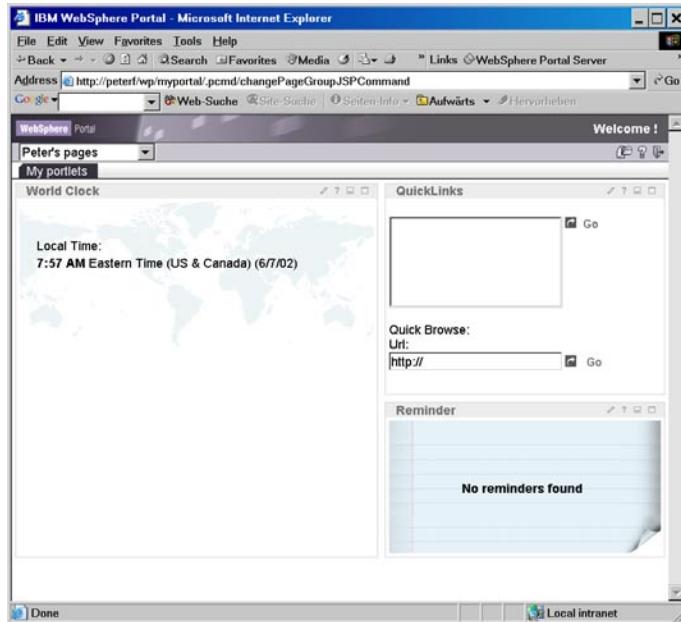 IBM WebSphere Portal - Microsoft Internet Explorer
File Edit View Favorites Tools Help
Back Search Favorites Media Links WebSphere Portal Server
Address http://peterf/wp/myportal/.pcmd/changePageGroupJSPCommand Go
Google Web-Suche Site-Suche Seiten-Info Aufwärts Hervorheben
WebSphere Portal Welcome !
Peter's pages
My portlets
World Clock
Local Time:
7:57 AM Eastern Time (US & Canada) (6/7/02)
QuickLinks
Go
Quick Browse:
Url:
http:// Go
Reminder
No reminders found
Done Local intranet